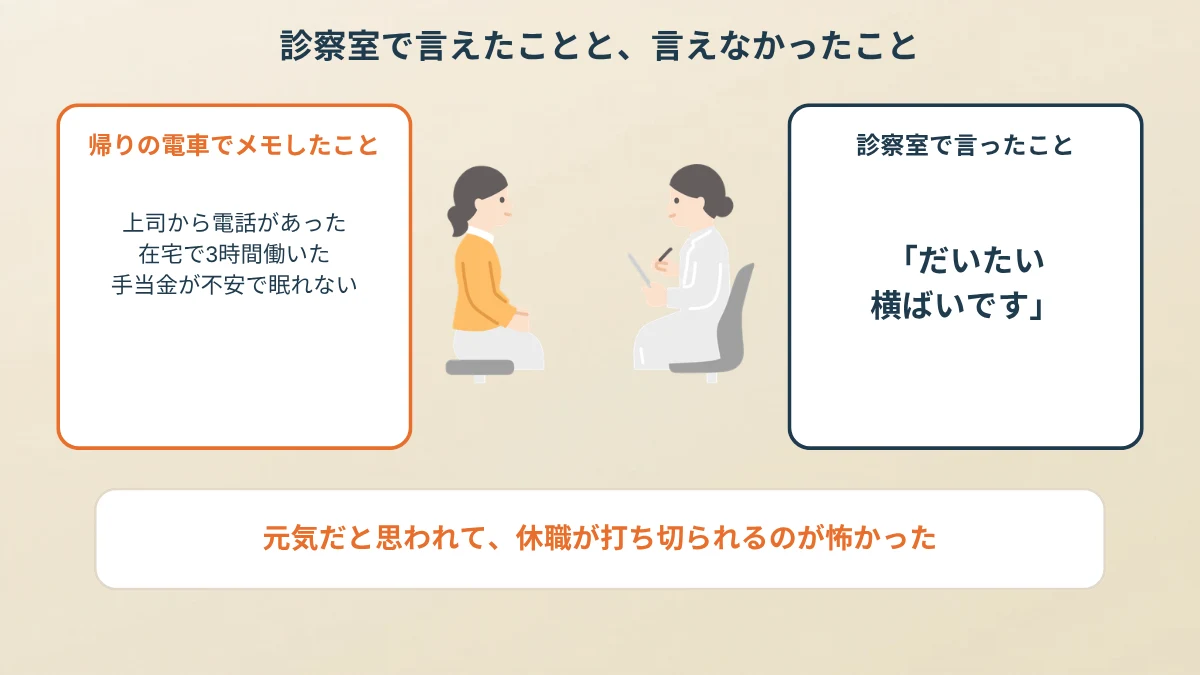 診察室で言えたことと、言えなかったこと
帰りの電車でメモしたこと
上司から電話があった
在宅で3時間働いた
手当金が不安で眠れない
診察室で言ったこと
「だいたい
横ばいです」
元気だと思われて、休職が打ち切られるのが怖かった